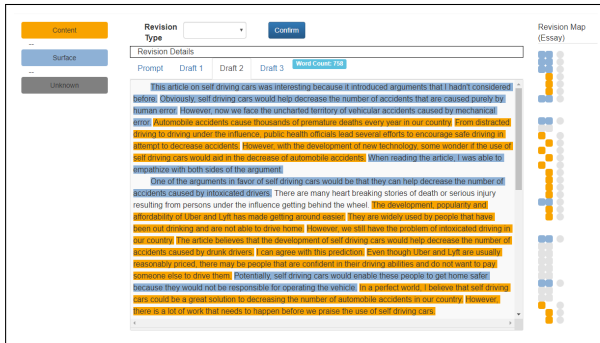 Content
--
Surface
--
Unknown
Revision Type
Confirm
Revision Details
Prompt Draft 1 Draft 2 Draft 3 Word Count: 758
This article on self driving cars was interesting because it introduced arguments that I hadn't considered
before. Obviously, self driving cars would help decrease the number of accidents that are caused purely by
human error. However, now we face the uncharted territory of vehicular accidents caused by mechanical
error. Automobile accidents cause thousands of premature deaths every year in our country. From distracted
driving to driving under the influence, public health officials lead several efforts to encourage safe driving in
attempt to decrease accidents. However, with the development of new technology, some wonder if the use of
self driving cars would aid in the decrease of automobile accidents. When reading the article, I was able to
empathize with both sides of the argument.
One of the arguments in favor of self driving cars would be that they can help decrease the number of
accidents caused by intoxicated drivers. There are many heart breaking stories of death or serious injury
resulting from persons under the influence getting behind the wheel. The development, popularity and
affordability of Uber and Lyft has made getting around easier. They are widely used by people that have
been out drinking and are not able to drive home. However, we still have the problem of intoxicated driving in
our country. The article believes that the development of self driving cars would help decrease the number of
accidents caused by drunk drivers. I can agree with this prediction. Even though Uber and Lyft are usually
reasonably priced, there may be people that are confident in their driving abilities and do not want to pay
someone else to drive them. Potentially, self driving cars would enable these people to get home safer
because they would not be responsible for operating the vehicle. In a perfect world, I believe that self driving
cars could be a great solution to decreasing the number of automobile accidents in our country. However,
there is a lot of work that needs to happen before we praise the use of self driving cars.
Revision Map
(Essay)